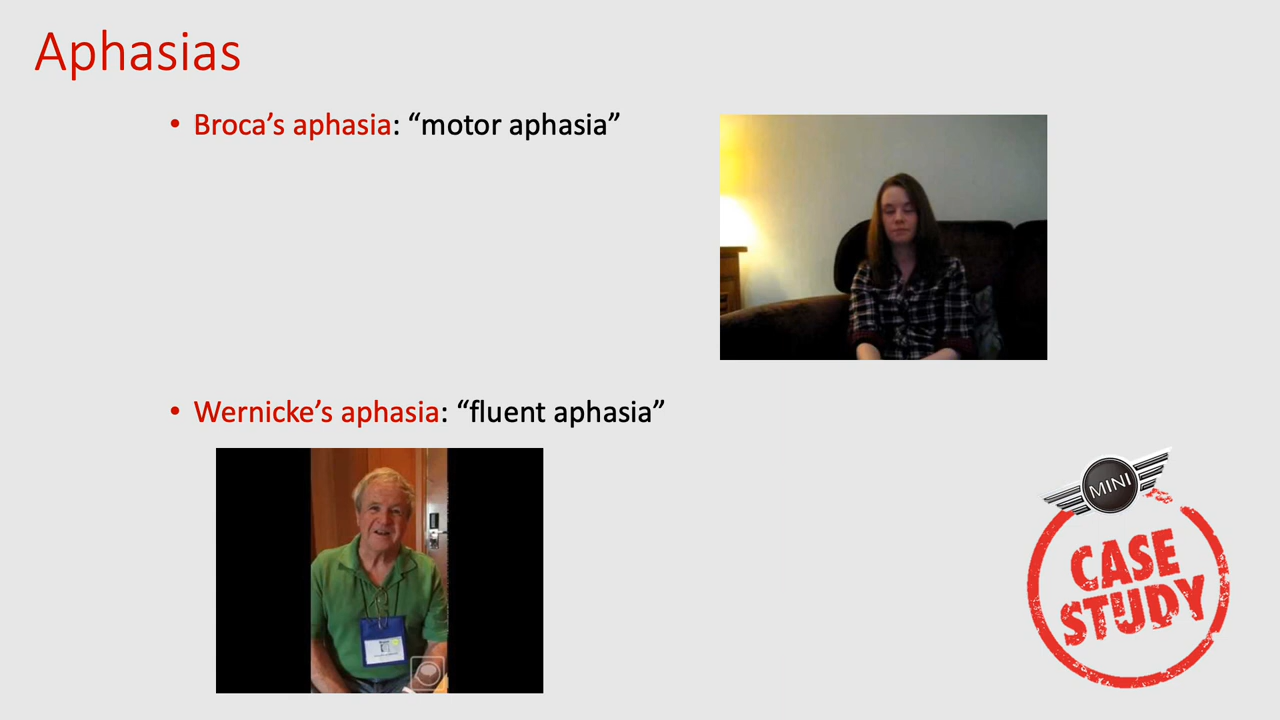 Aphasias
• Broca’s aphasia: “motor aphasia”
• Wernicke’s aphasia: “fluent aphasia”
MINI
CASE
STUDY